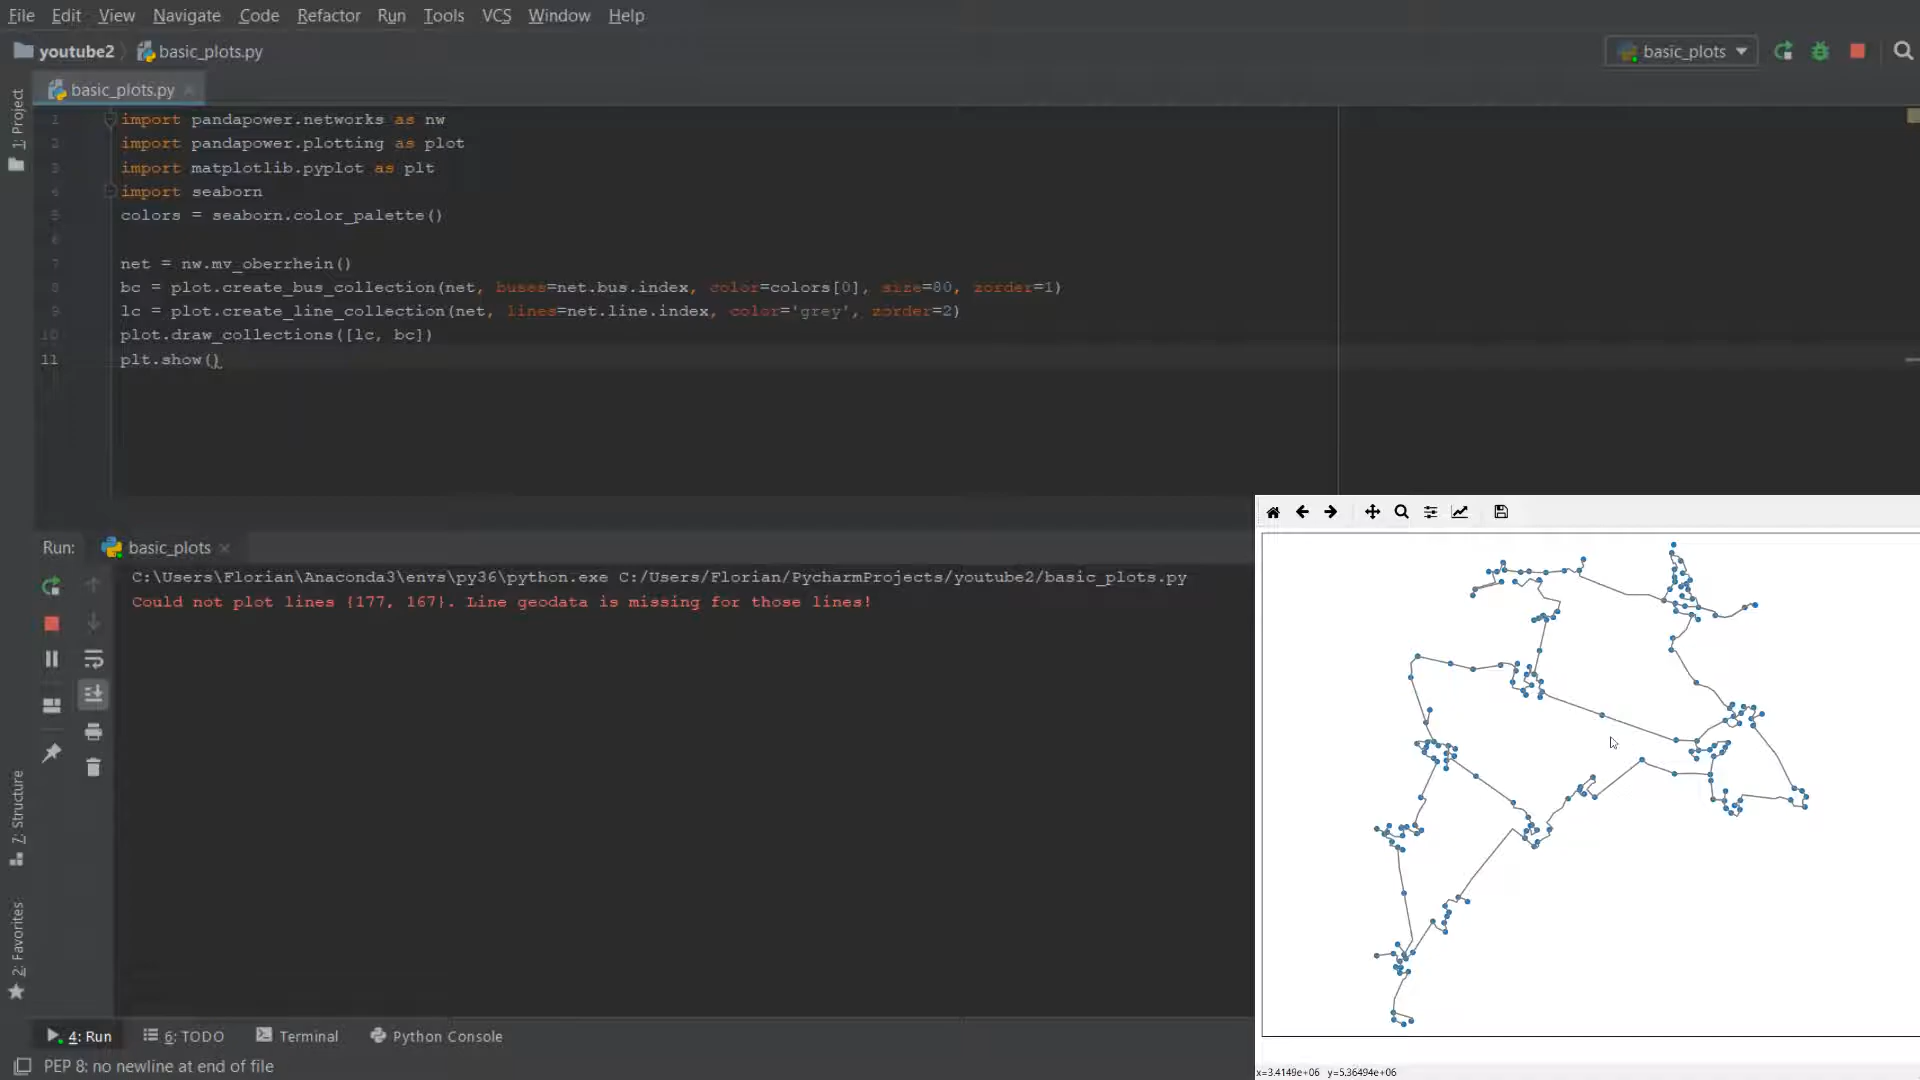 File Edit View Navigate Code Refactor Run Tools VCS Window Help
youtube2 basic_plots.py basic_plots
basic_plots.py
1: Project
1 import pandapower.networks as nw
2 import pandapower.plotting as plot
3 import matplotlib.pyplot as plt
4 import seaborn
5 colors = seaborn.color_palette()
6
7 net = nw.mv_oberrhein()
8 bc = plot.create_bus_collection(net, buses=net.bus.index, color=colors[0], size=80, zorder=1)
9 lc = plot.create_line_collection(net, lines=net.line.index, color='grey', zorder=2)
10 plot.draw_collections([lc, bc])
11 plt.show()
Run: basic_plots
C:\Users\Florian\Anaconda3\envs\py36\python.exe C:/Users/Florian/PycharmProjects/youtube2/basic_plots.py
Could not plot lines {177, 167}. Line geodata is missing for those lines!
7: Structure
2: Favorites
4: Run 6: TODO Terminal Python Console
PEP 8: no newline at end of file
x=3.4149e+06 y=5.36494e+06